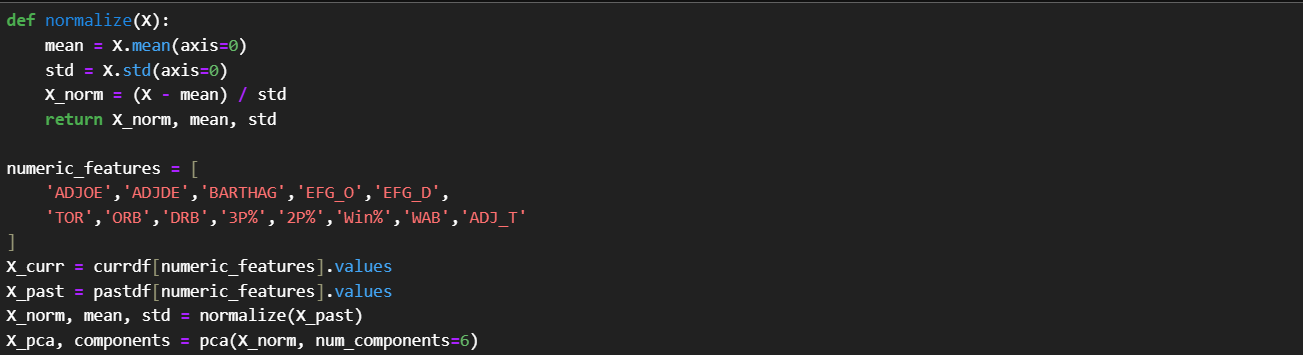 def normalize(X):
    mean = X.mean(axis=0)
    std = X.std(axis=0)
    X_norm = (X - mean) / std
    return X_norm, mean, std

numeric_features = [
    'ADJOE','ADJDE','BARTHAG','EFG_O','EFG_D',
    'TOR','ORB','DRB','3P%','2P%','Win%','WAB','ADJ_T'
]
X_curr = currdf[numeric_features].values
X_past = pastdf[numeric_features].values
X_norm, mean, std = normalize(X_past)
X_pca, components = pca(X_norm, num_components=6)